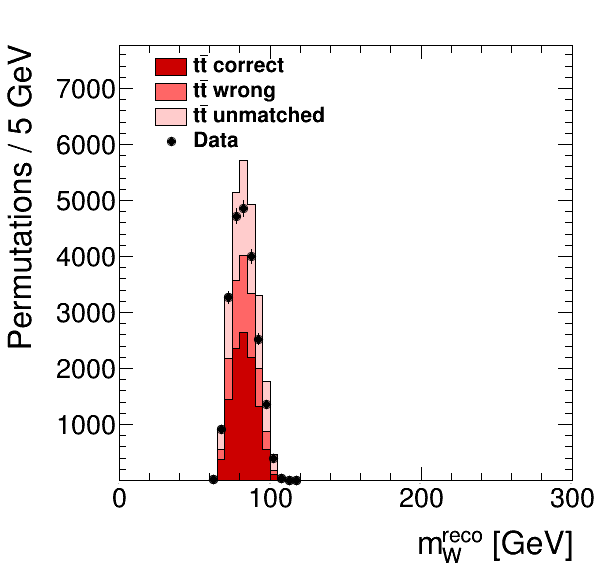 Permutations / 5 GeV
7000
6000
5000
4000
3000
2000
1000
tt̄ correct
tt̄ wrong
tt̄ unmatched
Data
0 100 200 300
m_W^reco [GeV]